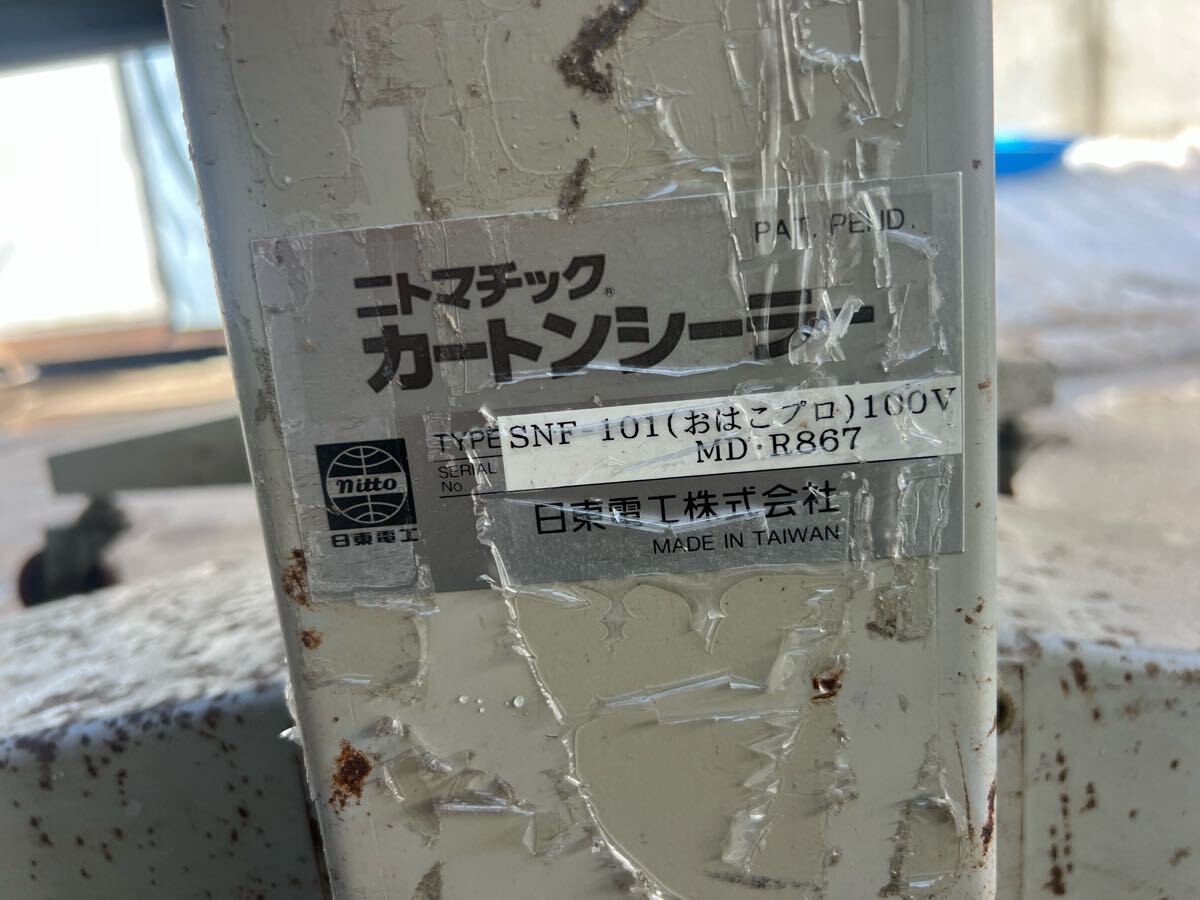 PAT. PEND.
ニトマチック®
カートンシーラー
TYPE SNF-101(おはこプロ)100V
SERIAL No. MD-R867
nitto
日東電工
日東電工株式会社
MADE IN TAIWAN